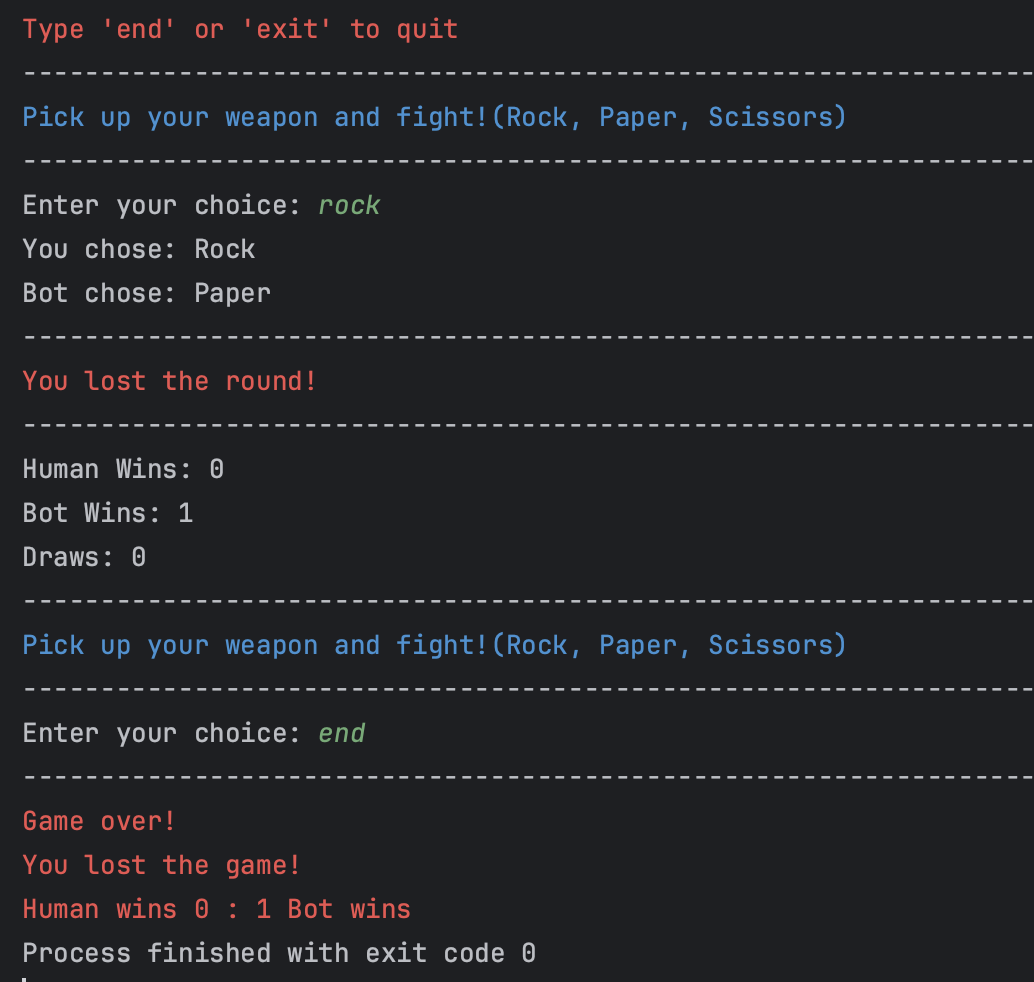 Type 'end' or 'exit' to quit
-----------------------------------------------------------------
Pick up your weapon and fight!(Rock, Paper, Scissors)
-----------------------------------------------------------------
Enter your choice: rock
You chose: Rock
Bot chose: Paper
-----------------------------------------------------------------
You lost the round!
-----------------------------------------------------------------
Human Wins: 0
Bot Wins: 1
Draws: 0
-----------------------------------------------------------------
Pick up your weapon and fight!(Rock, Paper, Scissors)
-----------------------------------------------------------------
Enter your choice: end
-----------------------------------------------------------------
Game over!
You lost the game!
Human wins 0 : 1 Bot wins
Process finished with exit code 0